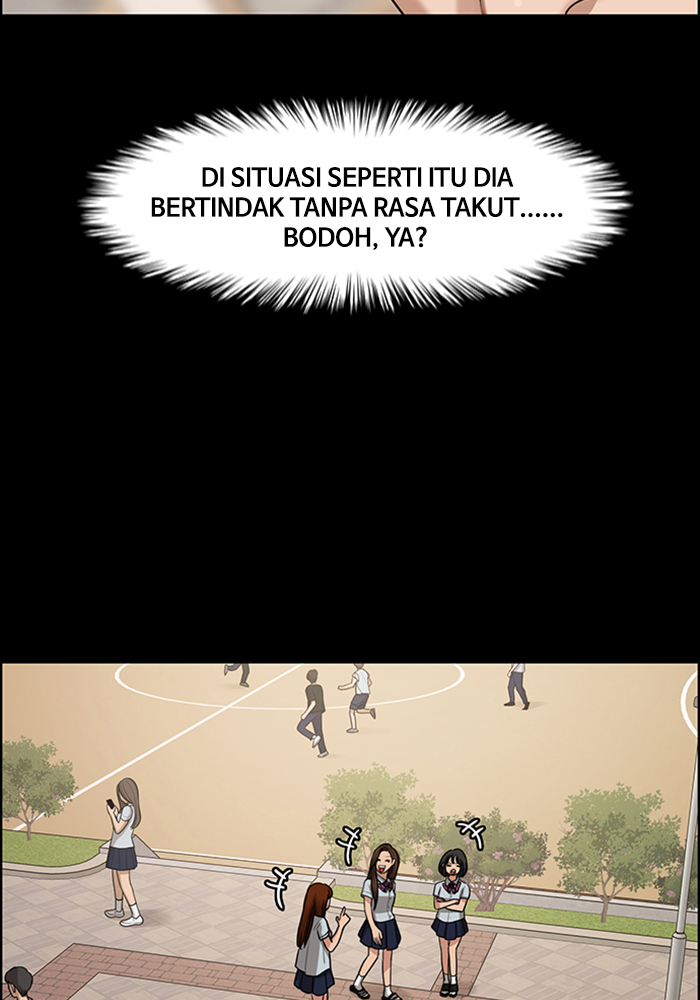 DI SITUASI SEPERTI ITU DIA
BERTINDAK TANPA RASA TAKUT......
BODOH, YA?